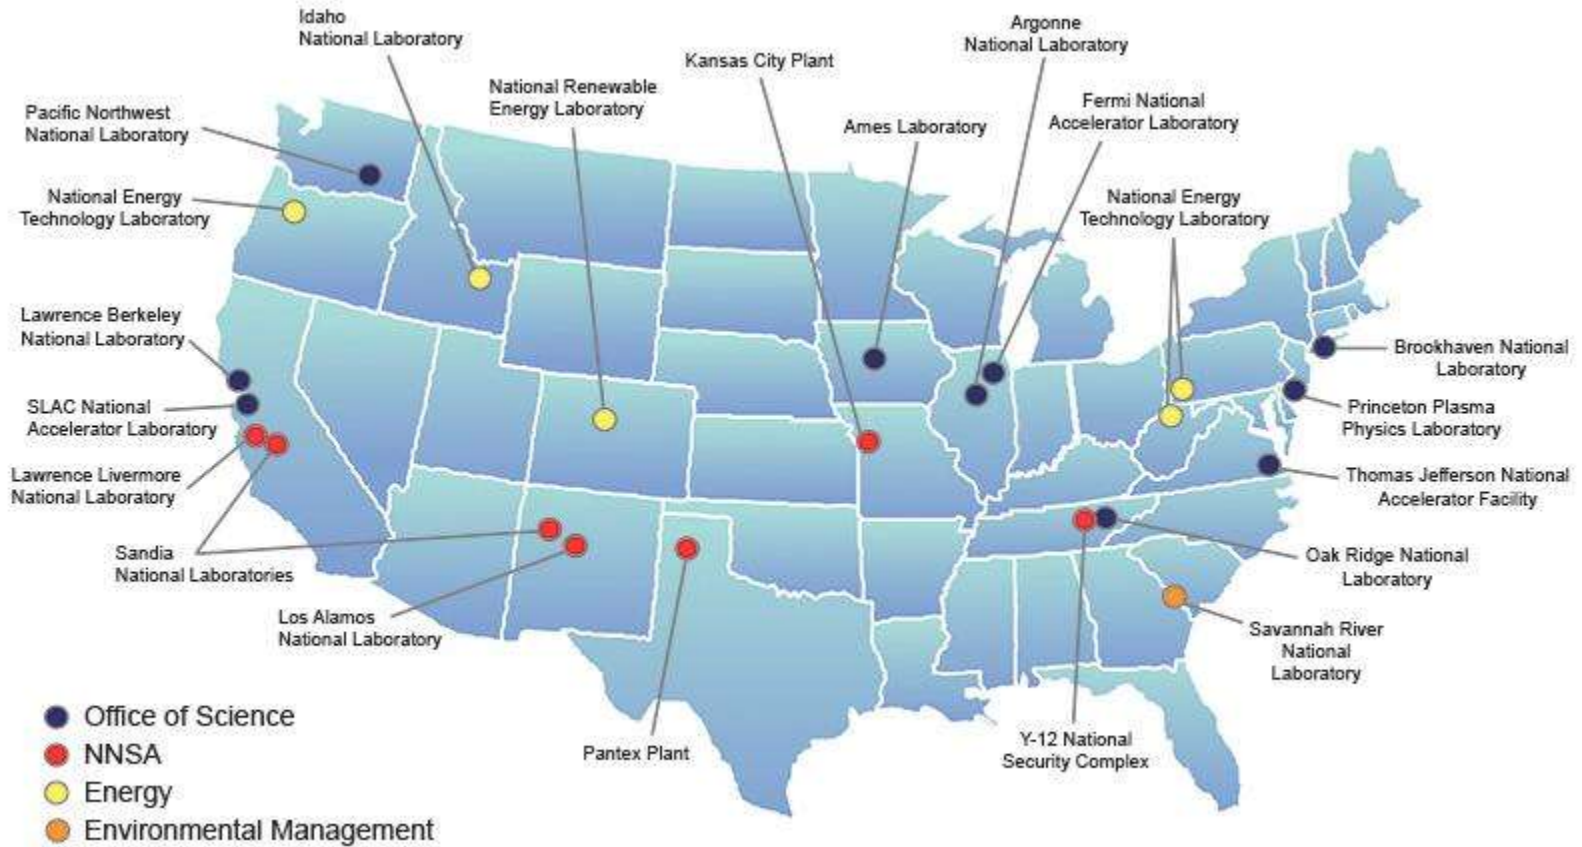 Idaho
National Laboratory
Argonne
National Laboratory
Kansas City Plant
National Renewable
Energy Laboratory
Pacific Northwest
National Laboratory
Ames Laboratory
Fermi National
Accelerator Laboratory
National Energy
Technology Laboratory
National Energy
Technology Laboratory
Lawrence Berkeley
National Laboratory
Brookhaven National
Laboratory
SLAC National
Accelerator Laboratory
Princeton Plasma
Physics Laboratory
Lawrence Livermore
National Laboratory
Thomas Jefferson National
Accelerator Facility
Sandia
National Laboratories
Oak Ridge National
Laboratory
Los Alamos
National Laboratory
Savannah River
National
Laboratory
Pantex Plant
Y-12 National
Security Complex
Office of Science
NNSA
Energy
Environmental Management